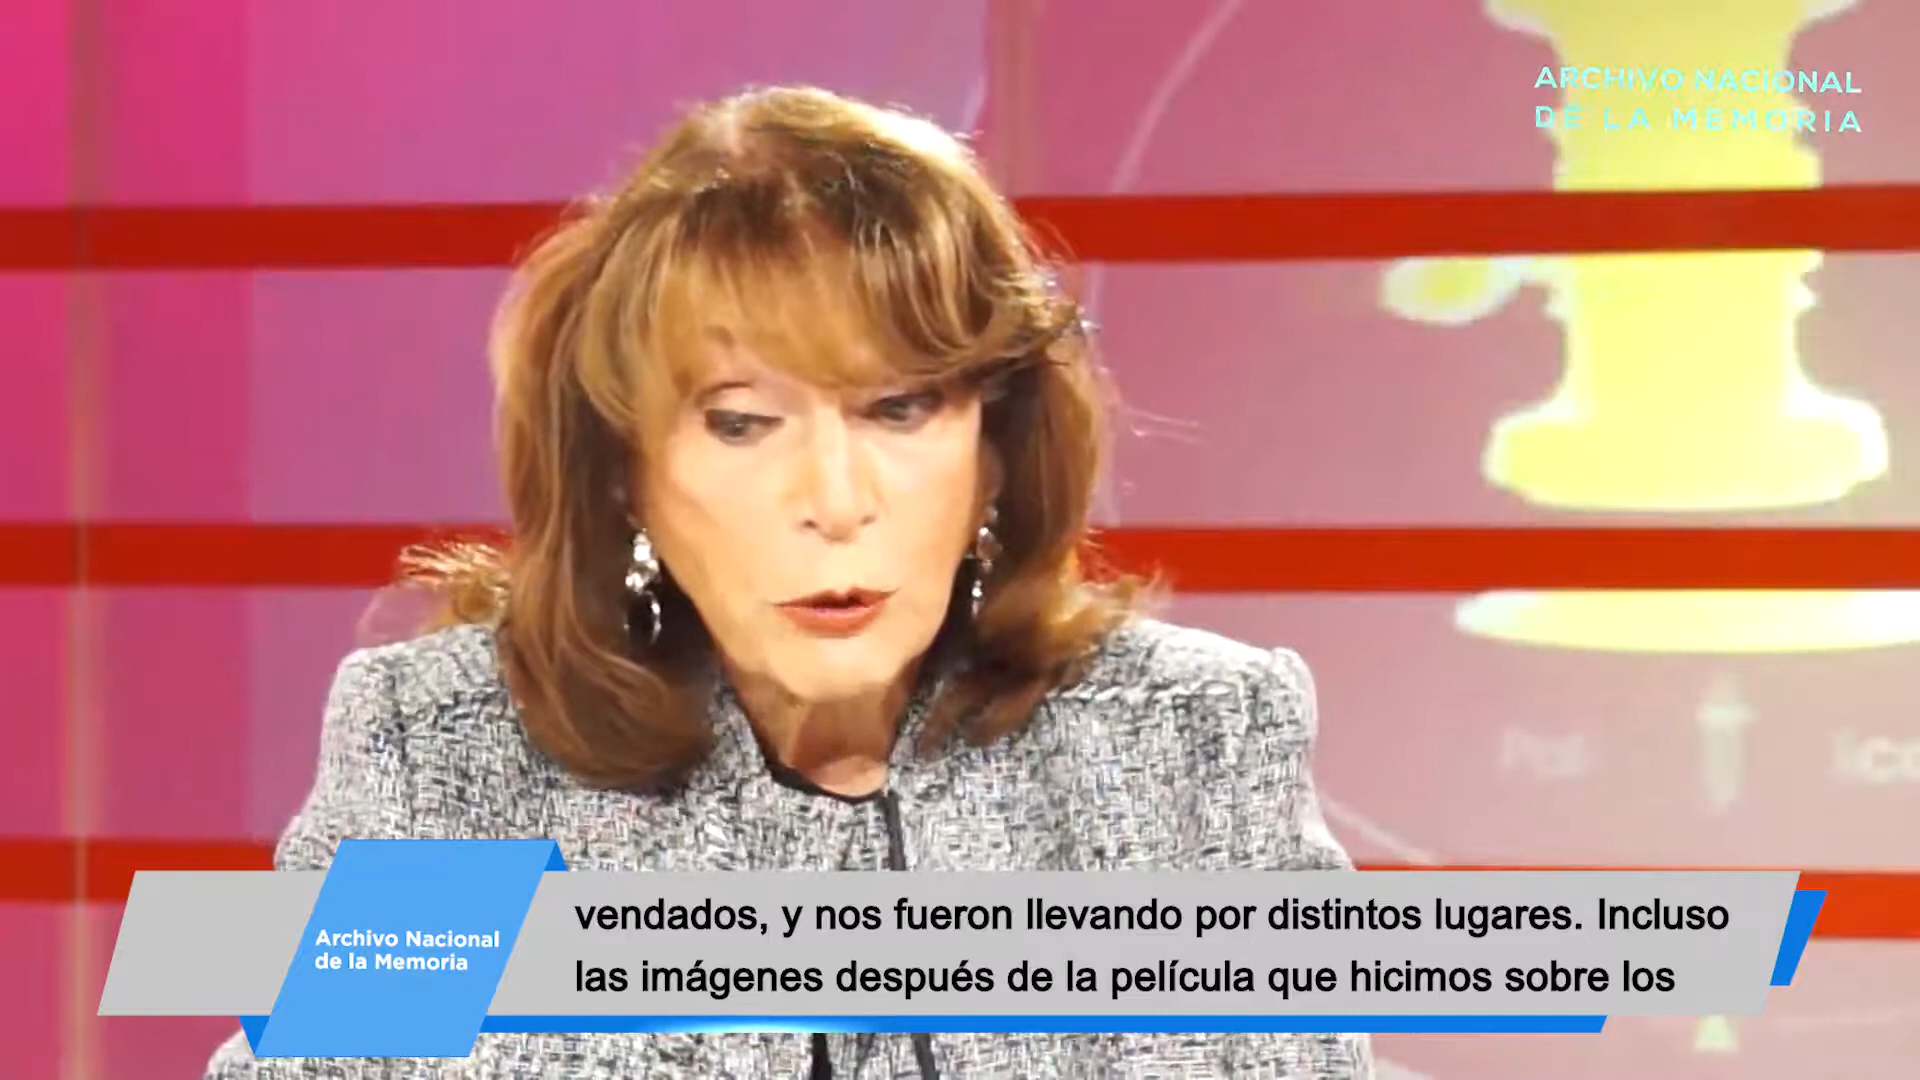 ARCHIVO NACIONAL
DE LA MEMORIA
Archivo Nacional
de la Memoria
vendados, y nos fueron llevando por distintos lugares. Incluso
las imágenes después de la película que hicimos sobre los